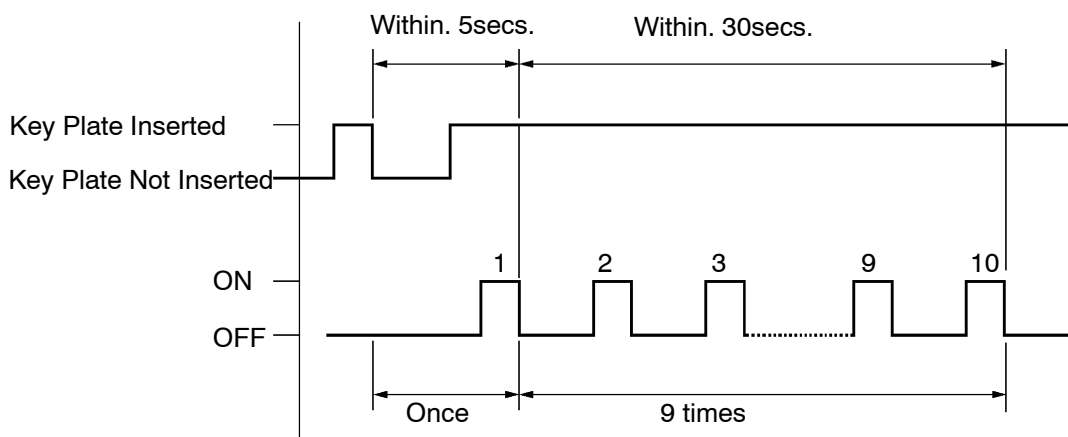 Within. 5secs.
Within. 30secs.
Key Plate Inserted
Key Plate Not Inserted
1
2
3
9
10
ON
OFF
Once
9 times